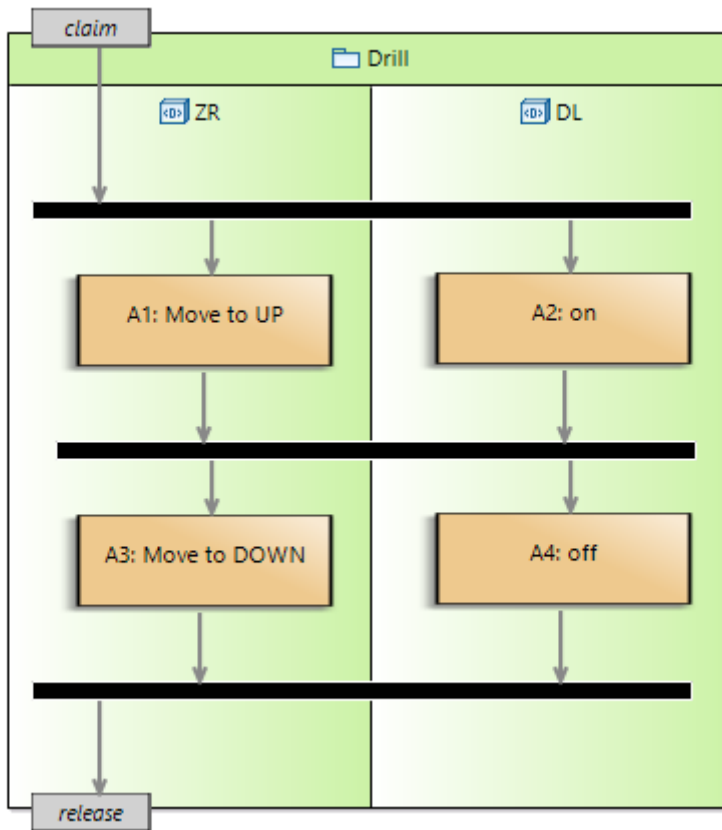 claim
Drill
<D> ZR
<D> DL
A1: Move to UP
A2: on
A3: Move to DOWN
A4: off
release